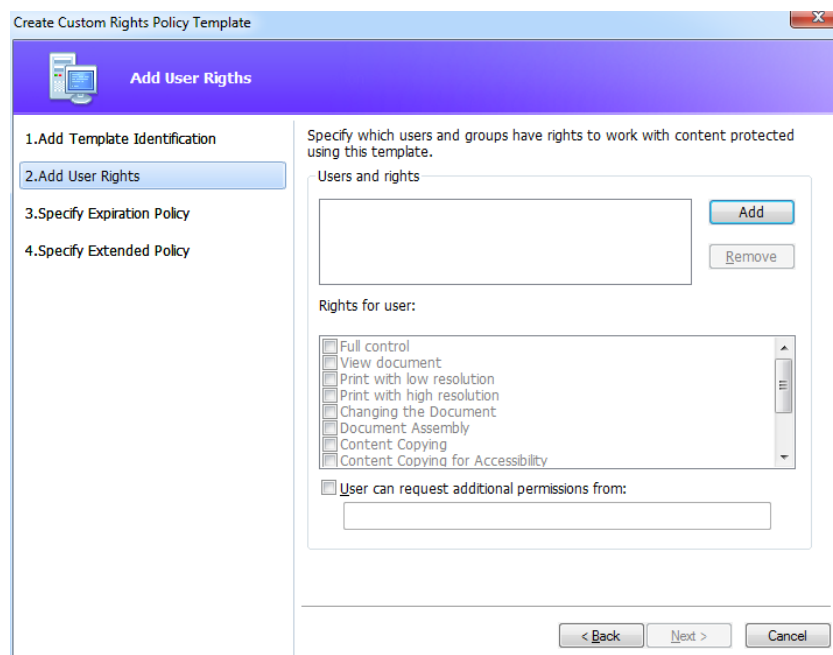 Create Custom Rights Policy Template
Add User Rigths
1.Add Template Identification
2.Add User Rights
3.Specify Expiration Policy
4.Specify Extended Policy
Specify which users and groups have rights to work with content protected
using this template.
Users and rights
Add
Remove
Rights for user:
Full control
View document
Print with low resolution
Print with high resolution
Changing the Document
Document Assembly
Content Copying
Content Copying for Accessibility
User can request additional permissions from:
< Back
Next >
Cancel